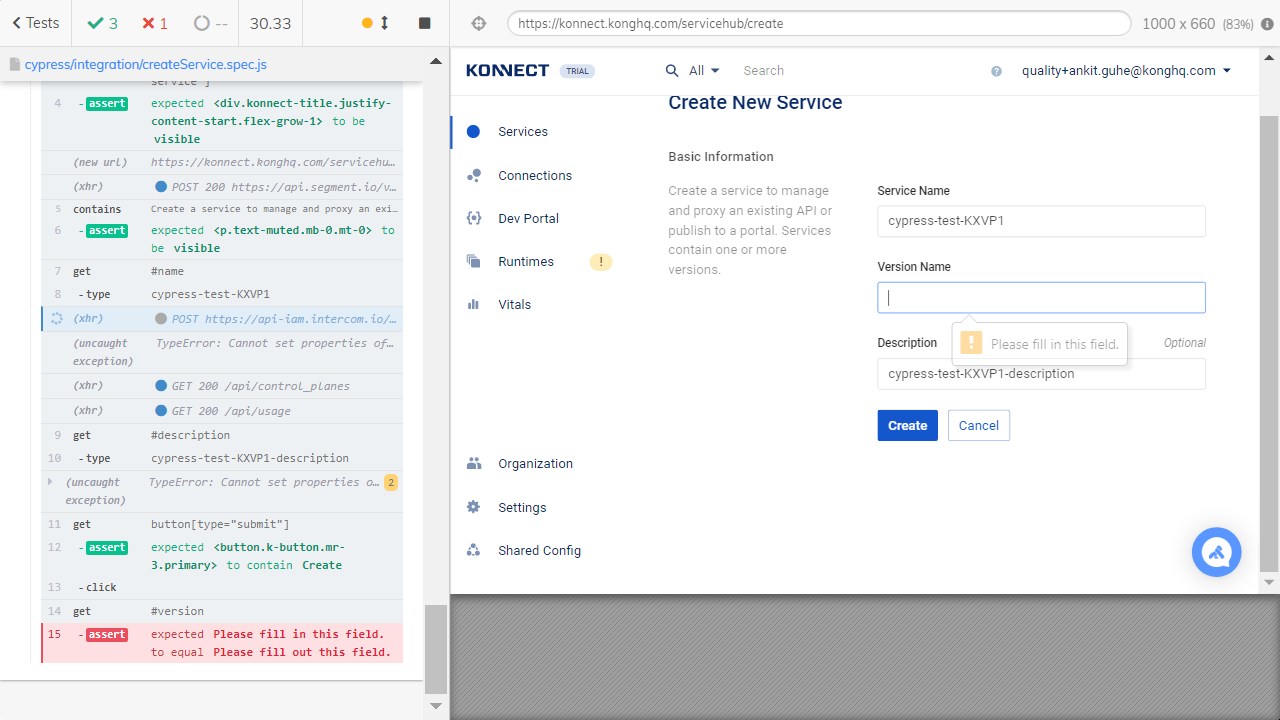 Tests
3
1
--
30.33
https://konnect.konghq.com/servicehub/create
1000 x 660 (83%)
cypress/integration/createService.spec.js
service"]
4 -assert expected <div.konnect-title.justify-
content-start.flex-grow-1> to be
visible
(new url) https://konnect.konghq.com/servicehu…
(xhr) POST 200 https://api.segment.io/v…
5 contains Create a service to manage and proxy an exi…
6 -assert expected <p.text-muted.mb-0.mt-0> to
be visible
7 get #name
8 -type cypress-test-KXVP1
(xhr) POST https://api-iam.intercom.io/…
(uncaught TypeError: Cannot set properties of…
exception)
(xhr) GET 200 /api/control_planes
(xhr) GET 200 /api/usage
9 get #description
10 -type cypress-test-KXVP1-description
(uncaught TypeError: Cannot set properties o… 2
exception)
11 get button[type="submit"]
12 -assert expected <button.k-button.mr-
3.primary> to contain Create
13 -click
14 get #version
15 -assert expected Please fill in this field.
to equal Please fill out this field.
KONNECT TRIAL
All
Search
?
quality+ankit.guhe@konghq.com
Services
Connections
Dev Portal
Runtimes !
Vitals
Organization
Settings
Shared Config
Create New Service
Basic Information
Create a service to manage
and proxy an existing API or
publish to a portal. Services
contain one or more
versions.
Service Name
cypress-test-KXVP1
Version Name
! Please fill in this field.
Description
Optional
cypress-test-KXVP1-description
Create
Cancel